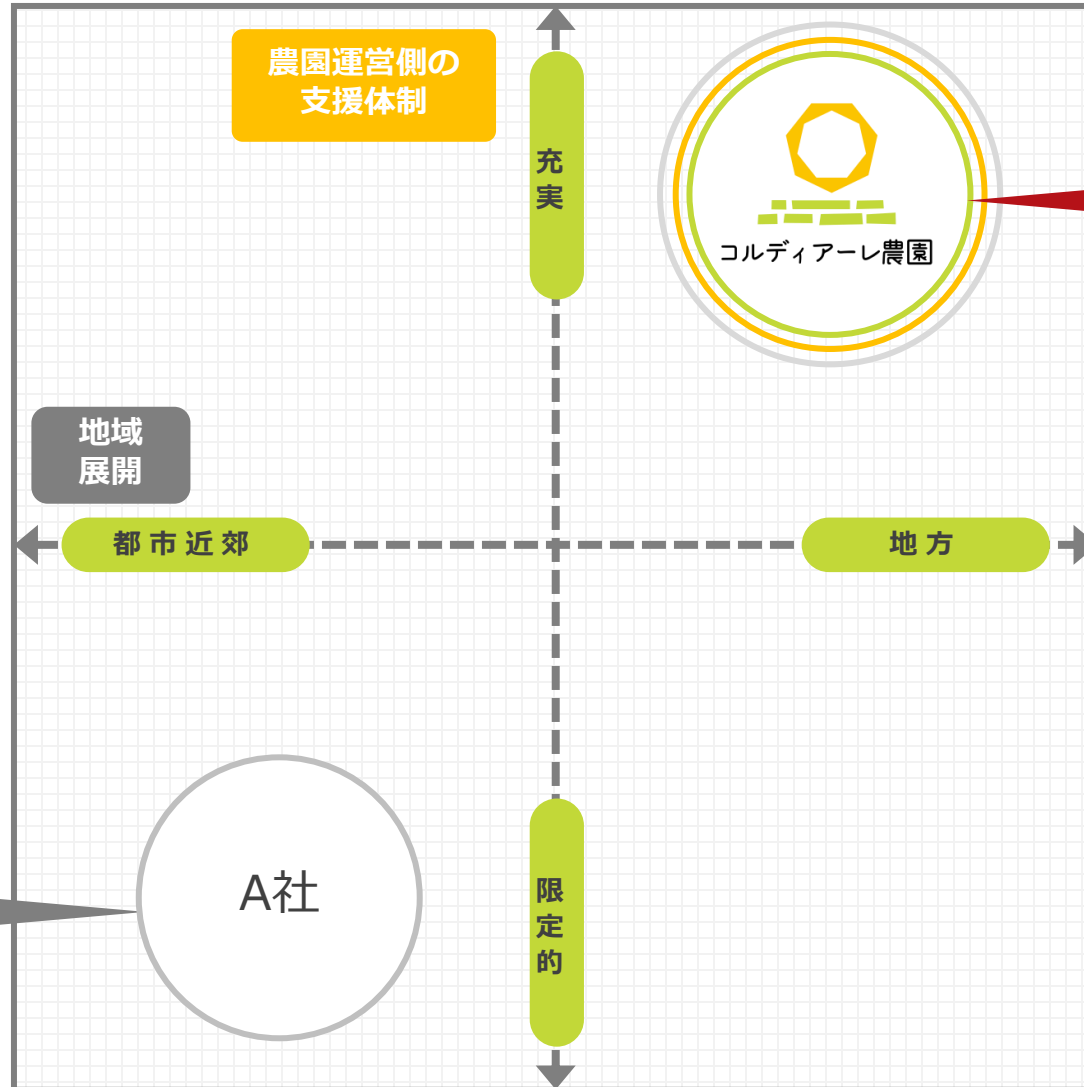 農園運営側の
支援体制
充実
コルディアーレ農園
地域
展開
都市近郊
地方
A社
限定的